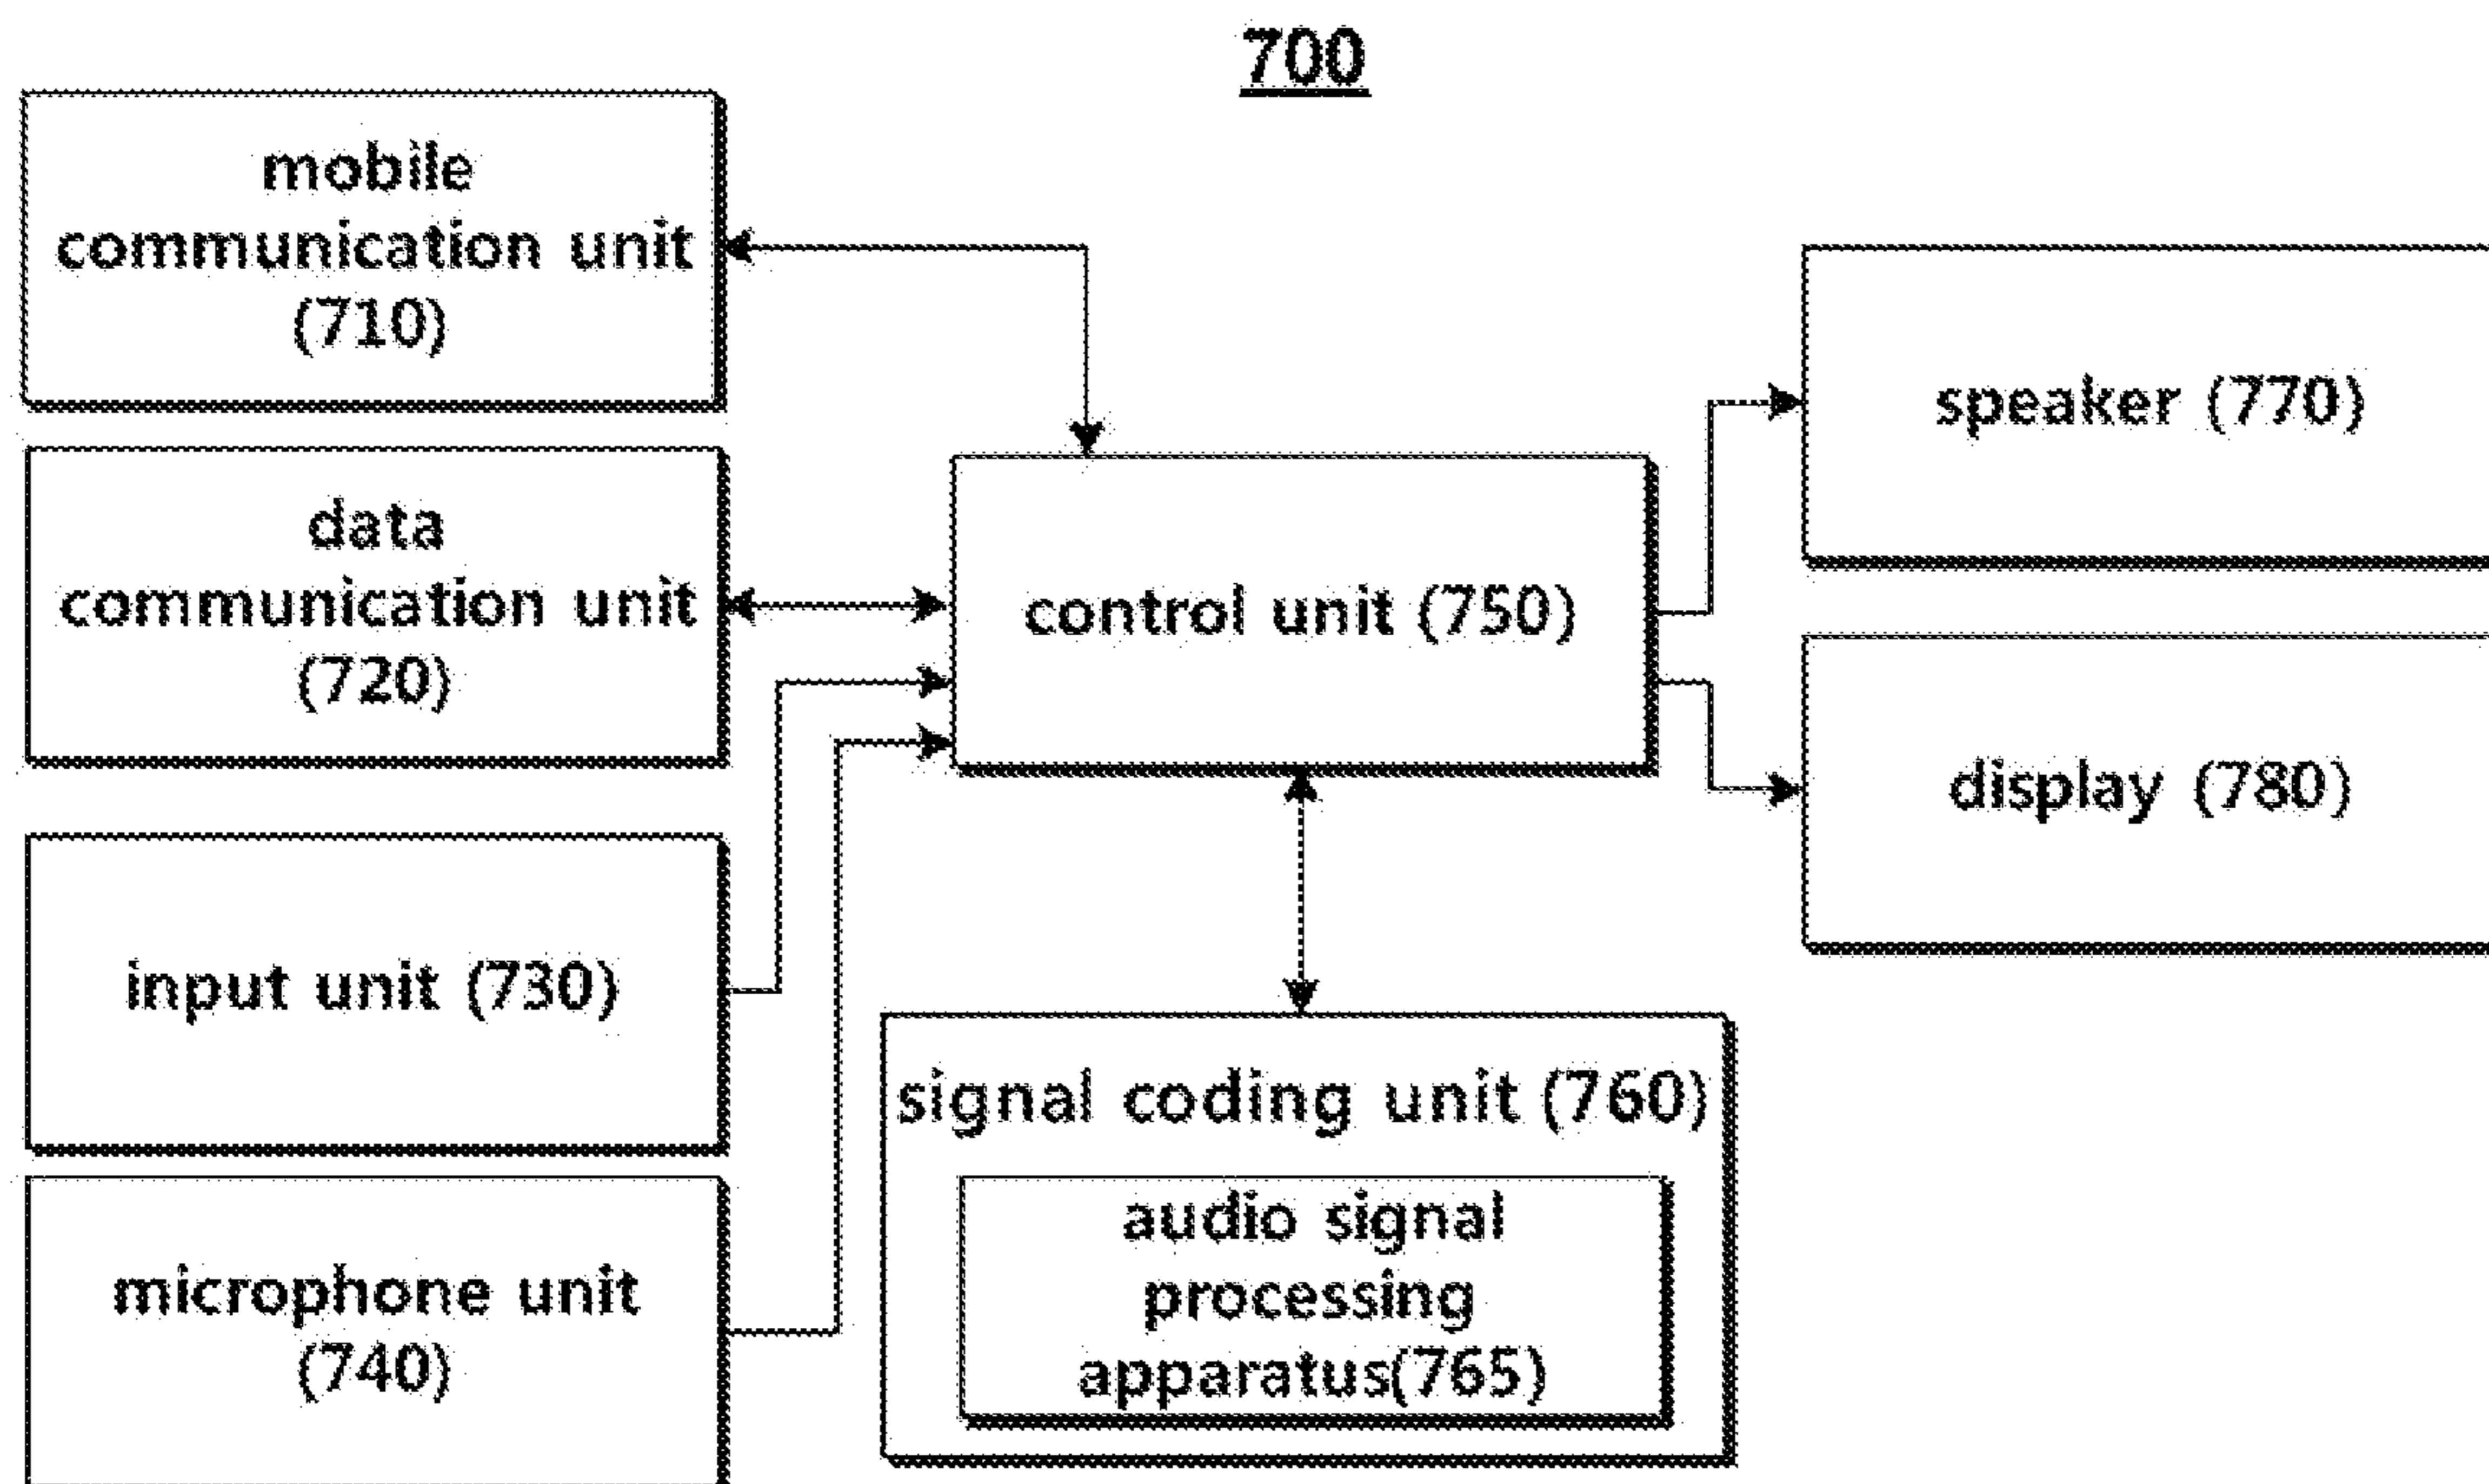 700
mobile
communication unit
(710)
data
communication unit
(720)
input unit (730)
microphone unit
(740)
control unit (750)
signal coding unit (760)
audio signal
processing
apparatus(765)
speaker (770)
display (780)